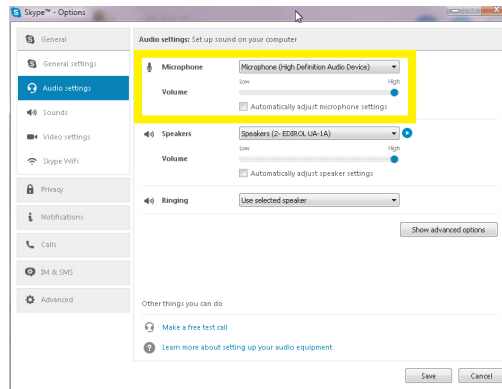 Skype™ - Options
General
General settings
Audio settings
Sounds
Video settings
Skype WiFi
Privacy
Notifications
Calls
IM & SMS
Advanced
Audio settings: Set up sound on your computer
Microphone Microphone (High Definition Audio Device)
Low High
Volume
Automatically adjust microphone settings
Speakers Speakers (2- EDIROL UA-1A)
Low High
Volume
Automatically adjust speaker settings
Ringing Use selected speaker
Show advanced options
Other things you can do
Make a free test call
Learn more about setting up your audio equipment
Save Cancel